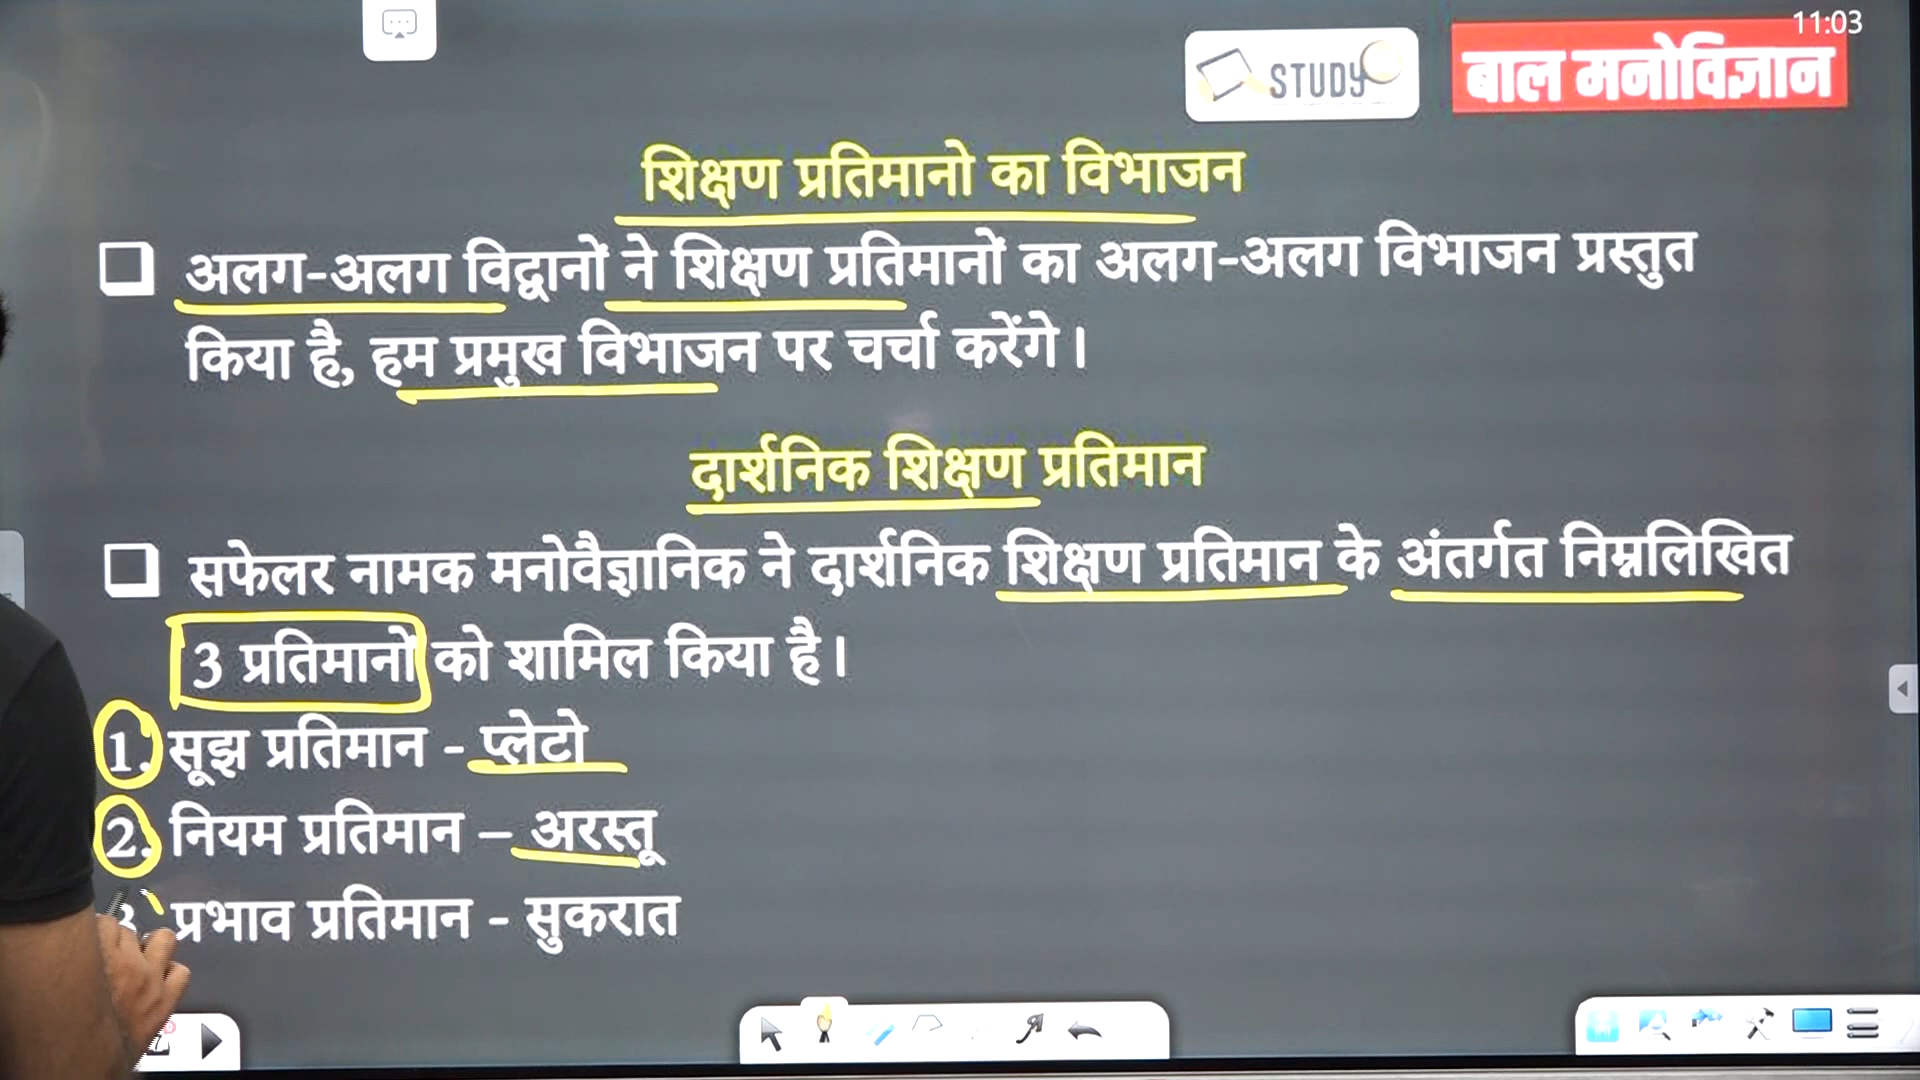 11:03
STUDY
बाल मनोविज्ञान
शिक्षण प्रतिमानो का विभाजन
अलग-अलग विद्वानों ने शिक्षण प्रतिमानों का अलग-अलग विभाजन प्रस्तुत
किया है, हम प्रमुख विभाजन पर चर्चा करेंगे।
दार्शनिक शिक्षण प्रतिमान
सफेलर नामक मनोवैज्ञानिक ने दार्शनिक शिक्षण प्रतिमान के अंतर्गत निम्नलिखित
3 प्रतिमानों को शामिल किया है।
1. सूझ प्रतिमान - प्लेटो
2. नियम प्रतिमान – अरस्तू
3. प्रभाव प्रतिमान - सुकरात